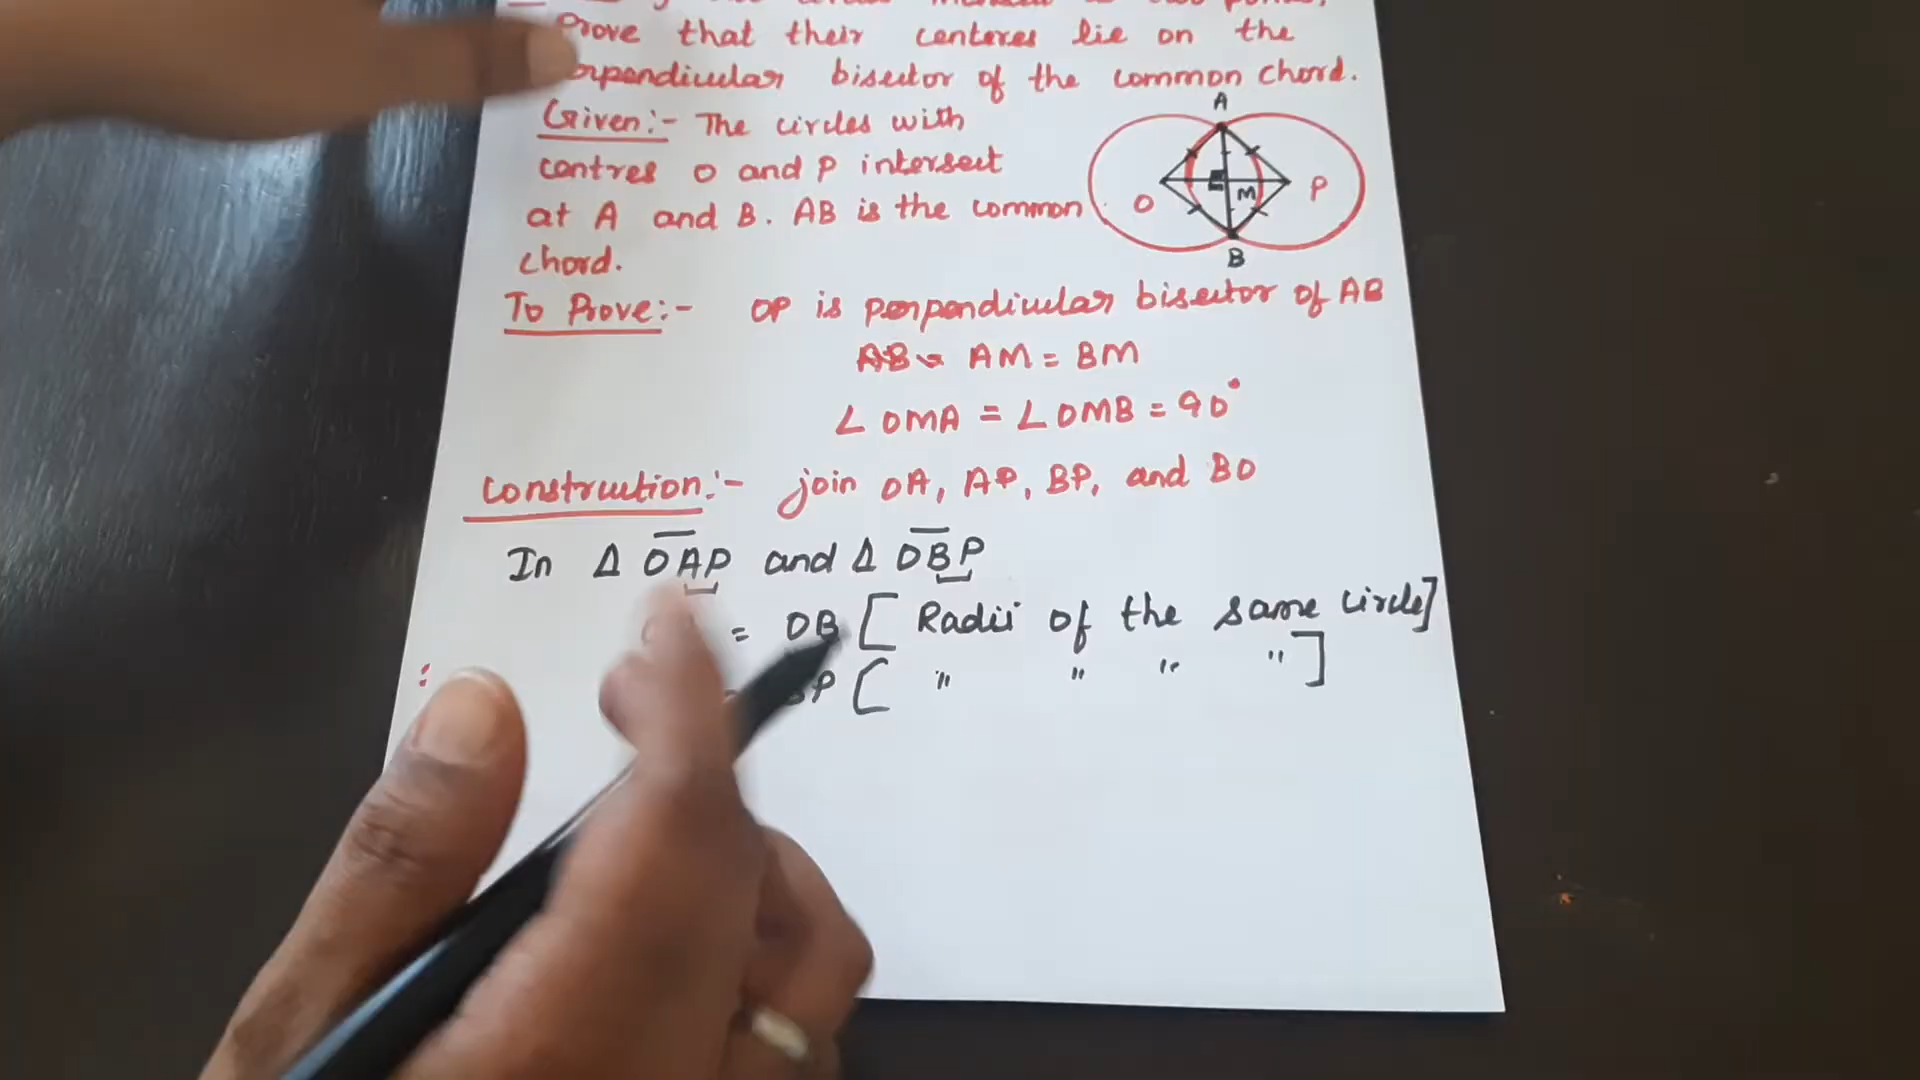 Prove that their centeres lie on the
bisector of the common chord.
Given:- The circles with
centres O and P intersect
at A and B. AB is the common
chord.
A
O
M
P
B
To Prove:- OP is perpendicular bisector of AB
AM = BM
∠OMA = ∠OMB = 90°
Construction:- join OA, AP, BP, and BO
In Δ OAP and Δ OBP
= OB [Radii of the same circle]
BP [ " " " " ]